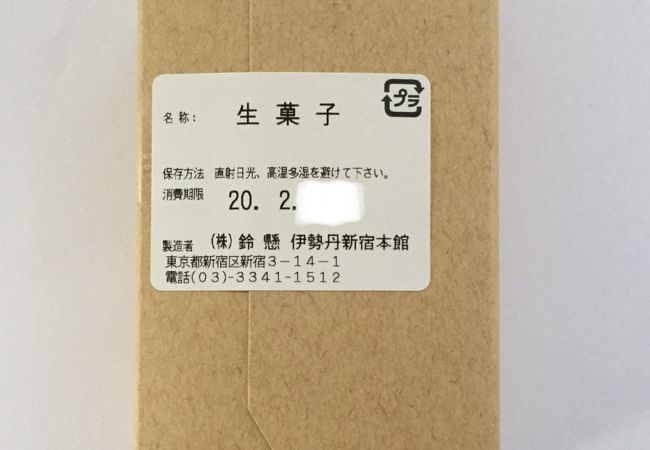 プラ
名称: 生菓子
保存方法 直射日光、高温多湿を避けて下さい。
消費期限 20. 2.
製造者 (株)鈴懸 伊勢丹新宿本館
東京都新宿区新宿3-14-1
電話(03)-3341-1512